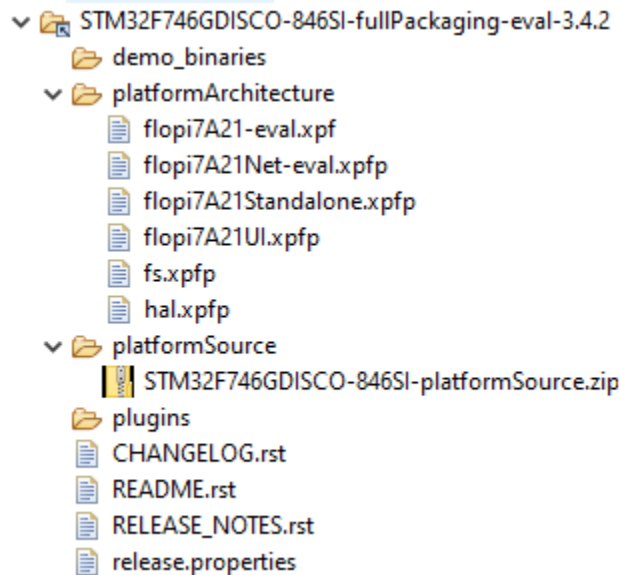 STM32F746GDISCO-846SI-fullPackaging-eval-3.4.2
demo_binaries
platformArchitecture
flopi7A21-eval.xpf
flopi7A21Net-eval.xpfp
flopi7A21Standalone.xpfp
flopi7A21UI.xpfp
fs.xpfp
hal.xpfp
platformSource
STM32F746GDISCO-846SI-platformSource.zip
plugins
CHANGELOG.rst
README.rst
RELEASE_NOTES.rst
release.properties